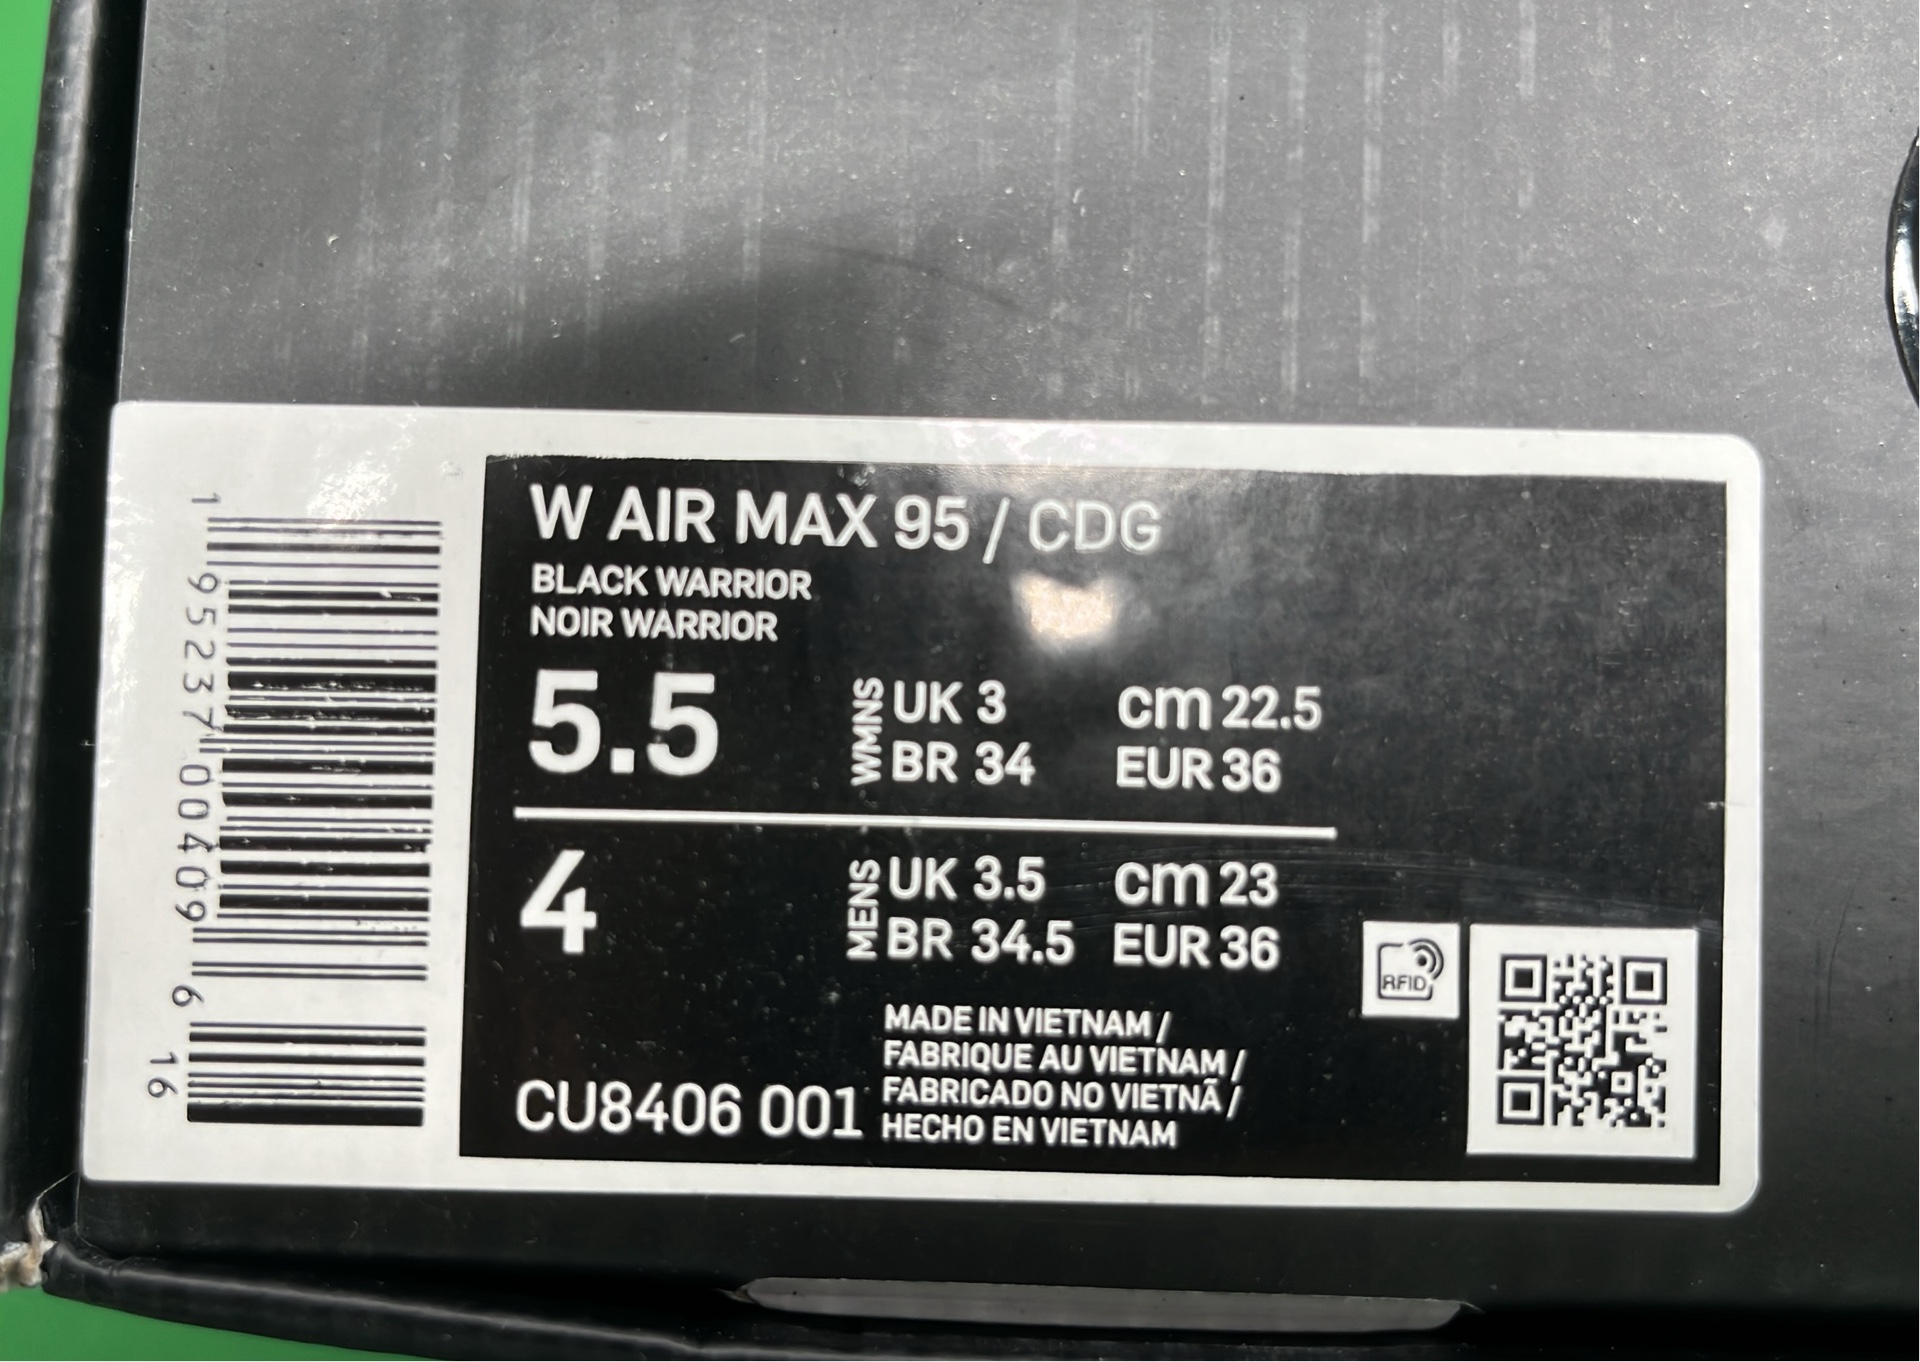 W AIR MAX 95 / CDG
BLACK WARRIOR
NOIR WARRIOR
5.5
WMNS
UK 3 cm 22.5
BR 34 EUR 36
4
MENS
UK 3.5 cm 23
BR 34.5 EUR 36
RFID
MADE IN VIETNAM /
FABRIQUE AU VIETNAM /
FABRICADO NO VIETNÃ /
HECHO EN VIETNAM
CU8406 001
1 95237 00409 6 16